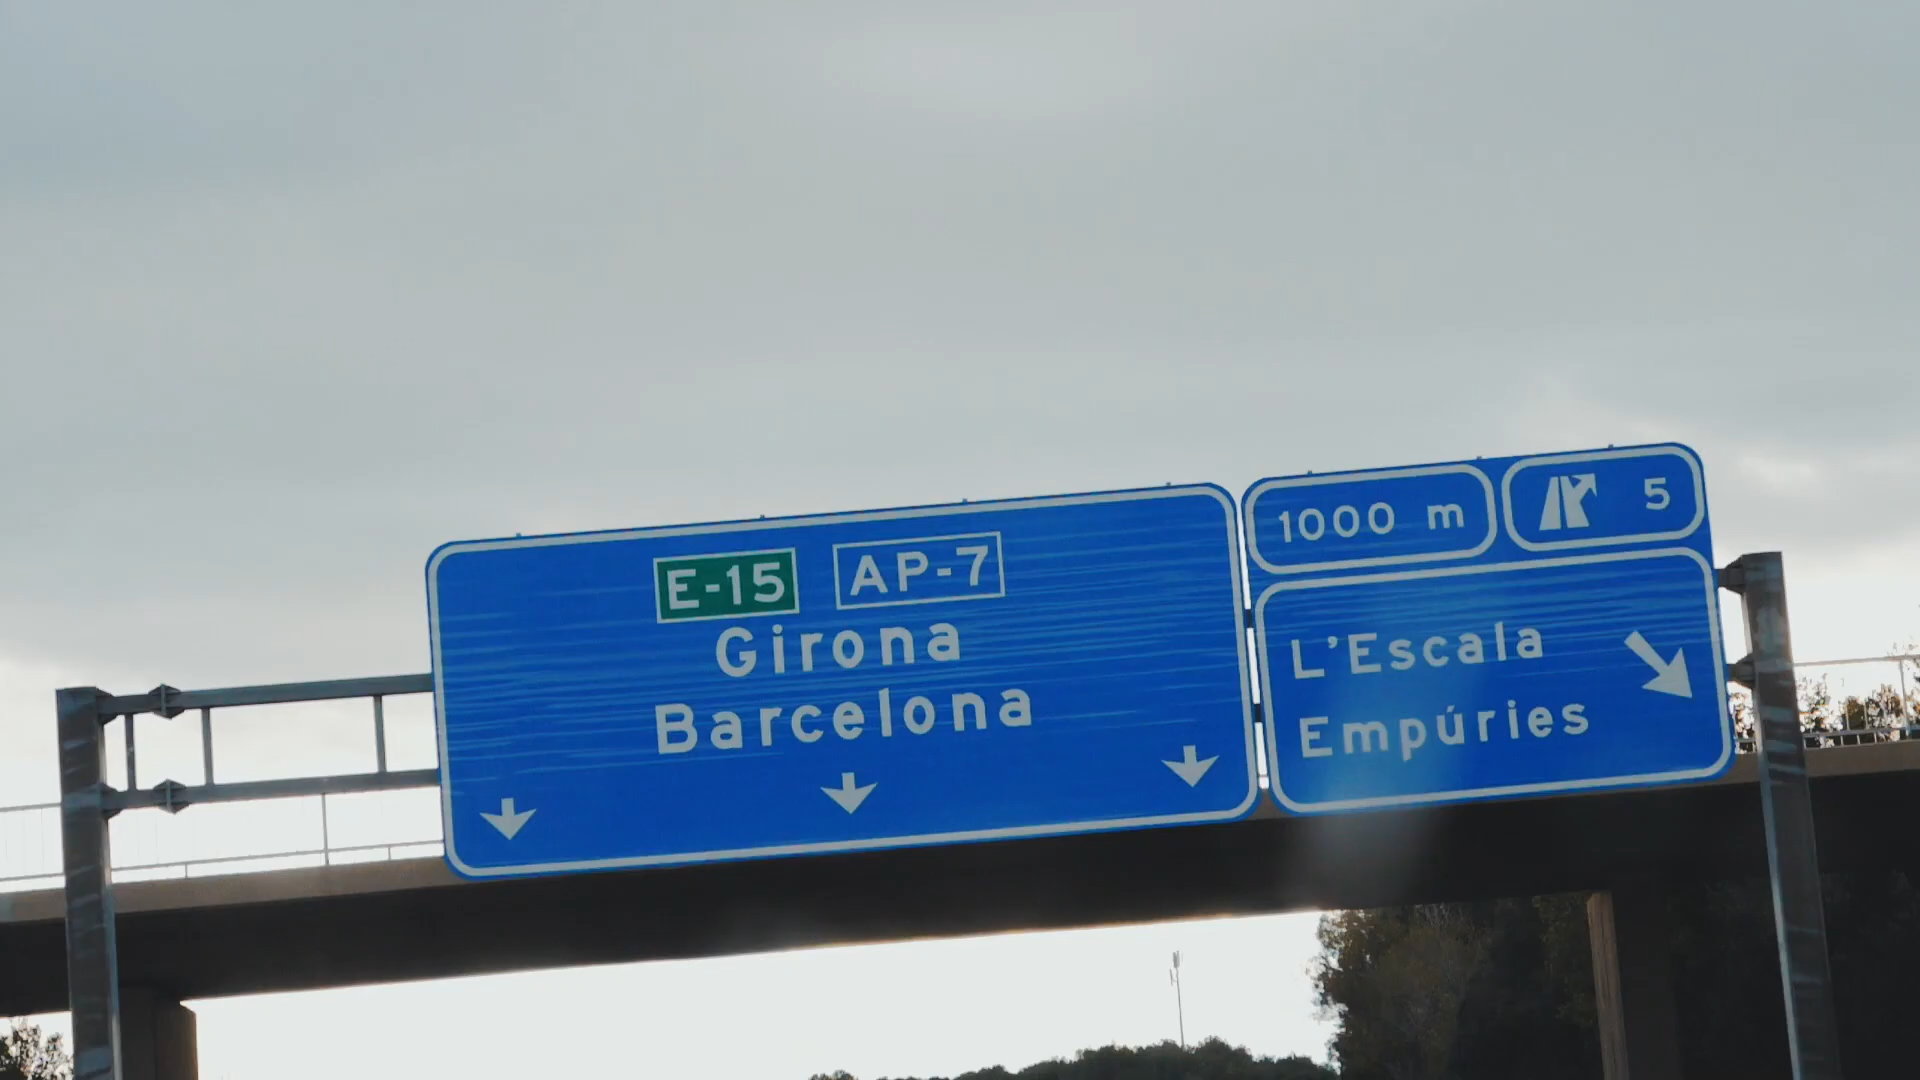 E-15 AP-7
Girona
Barcelona
1000 m 5
L'Escala
Empúries